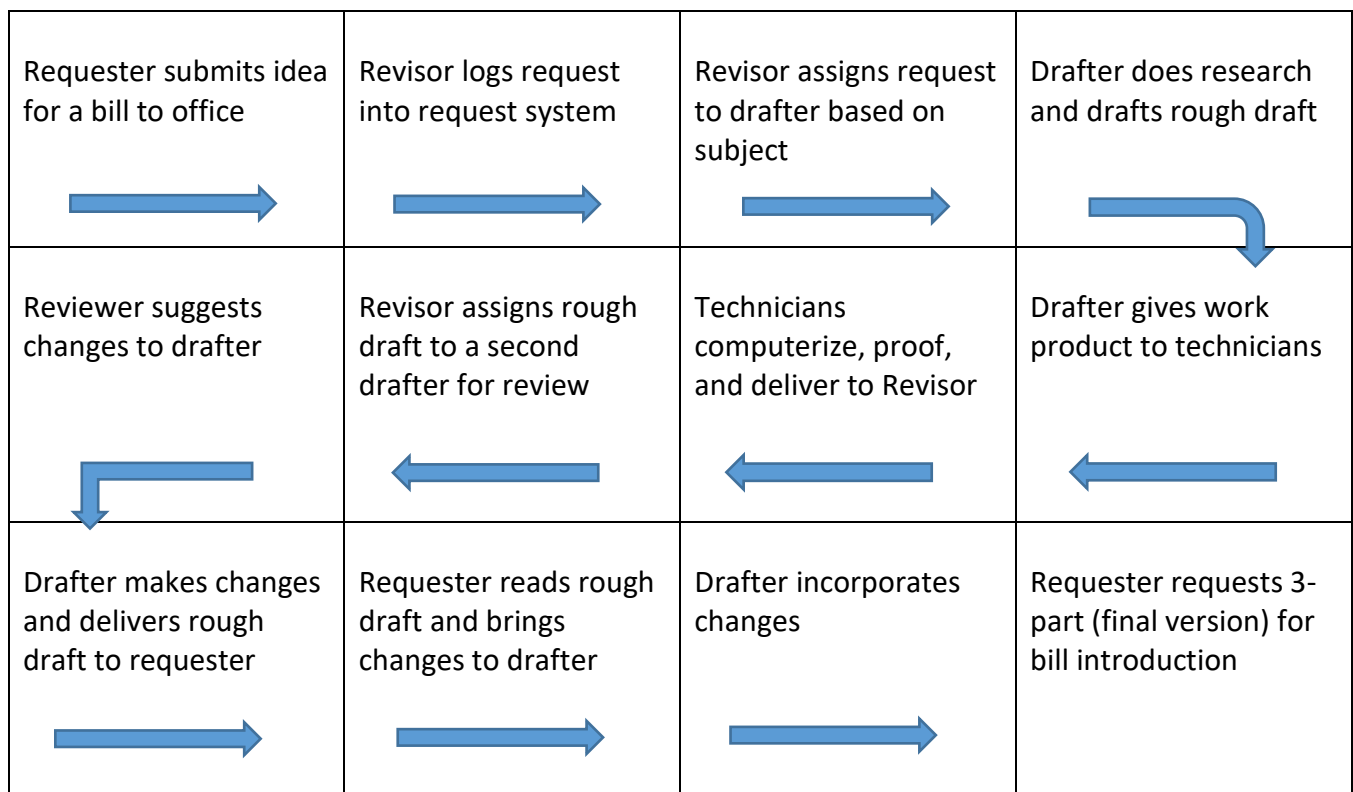 Requester submits idea
for a bill to office
Revisor logs request
into request system
Revisor assigns request
to drafter based on
subject
Drafter does research
and drafts rough draft
Drafter gives work
product to technicians
Technicians
computerize, proof,
and deliver to Revisor
Revisor assigns rough
draft to a second
drafter for review
Reviewer suggests
changes to drafter
Drafter makes changes
and delivers rough
draft to requester
Requester reads rough
draft and brings
changes to drafter
Drafter incorporates
changes
Requester requests 3-
part (final version) for
bill introduction